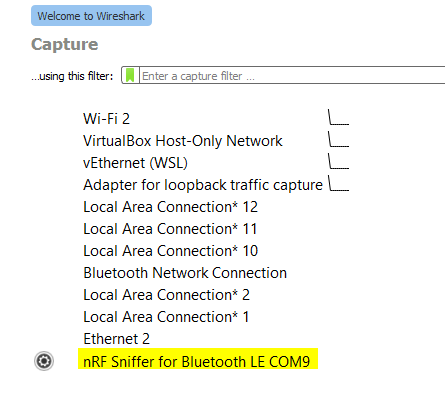 Welcome to Wireshark
Capture
...using this filter: Enter a capture filter ...
Wi-Fi 2
VirtualBox Host-Only Network
vEthernet (WSL)
Adapter for loopback traffic capture
Local Area Connection* 12
Local Area Connection* 11
Local Area Connection* 10
Bluetooth Network Connection
Local Area Connection* 2
Local Area Connection* 1
Ethernet 2
nRF Sniffer for Bluetooth LE COM9